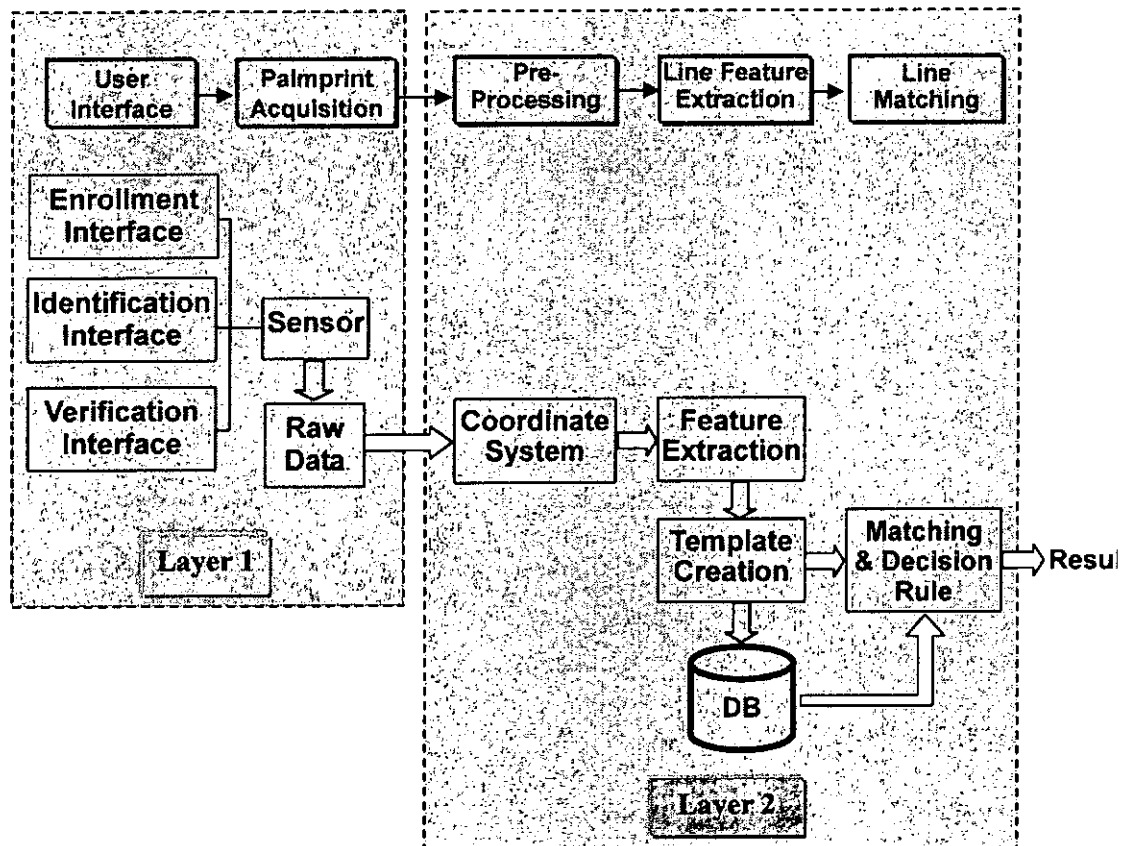 User
Interface
Palmprint
Acquisition
Pre-
Processing
Line Feature
Extraction
Line
Matching
Enrollment
Interface
Identification
Interface
Verification
Interface
Sensor
Raw
Data
Layer 1
Coordinate
System
Feature
Extraction
Template
Creation
Matching
& Decision
Rule
Resul
DB
Layer 2